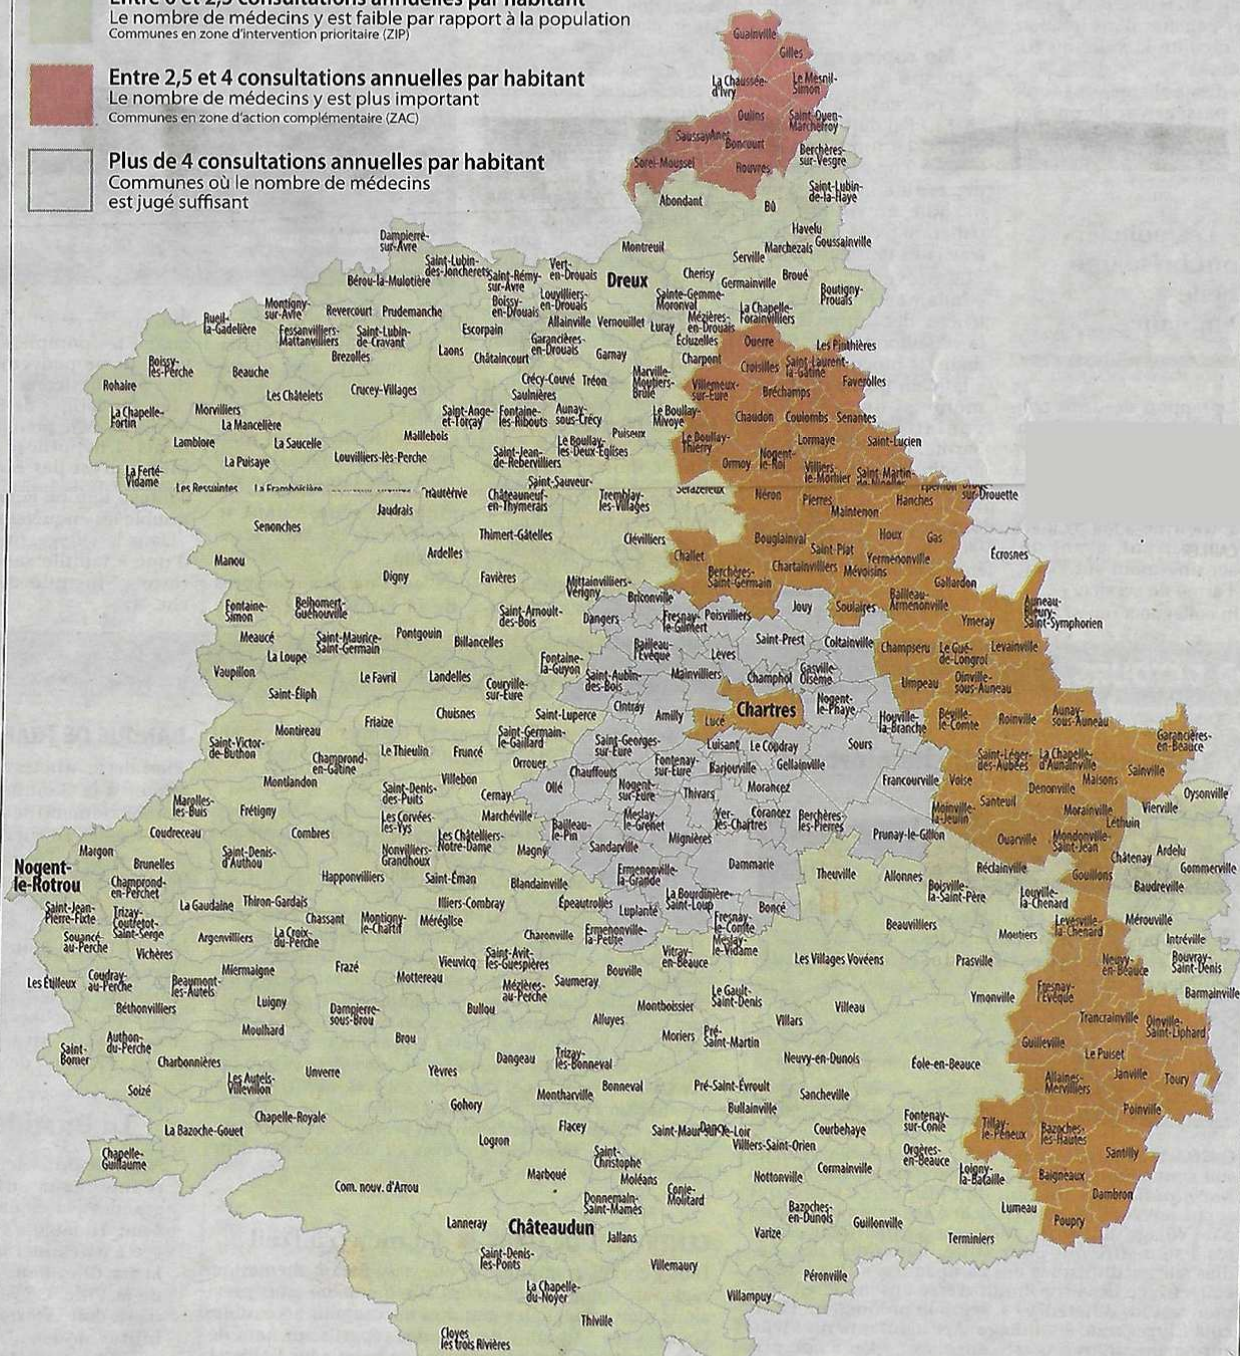 Entre 0 et 2,5 consultations annuelles par habitant
Le nombre de médecins y est faible par rapport à la population
Communes en zone d'intervention prioritaire (ZIP)
Entre 2,5 et 4 consultations annuelles par habitant
Le nombre de médecins y est plus important
Communes en zone d'action complémentaire (ZAC)
Plus de 4 consultations annuelles par habitant
Communes où le nombre de médecins
est jugé suffisant
Guainville
Gilles
La Chaussée-
d'Ivry
Le Mesnil-
Simon
Oulins
Saint-Ouen-
Marchefroy
Saussay
Anet
Boncourt
Berchères-
sur-Vesgre
Sorel-Moussel
Rouvres
Saint-Lubin-
de-la-Haye
Abondant
Bû
Havelu
Goussainville
Dampierre-
sur-Avre
Montreuil
Marchezais
Serville
Saint-Lubin-
des-Joncherets
Saint-Rémy-
sur-Avre
Vert-
en-Drouais
Dreux
Cherisy
Germainville
Broué
Bérou-la-Mulotière
Boutigny-
Prouais
Louvilliers-
en-Drouais
Boissy-
en-Drouais
Sainte-Gemme-
Moronval
Montigny-
sur-Avre
Revercourt
Prudemanche
La Chapelle-
Forainvilliers
Rueil-
la-Gadelière
Fessanvilliers-
Mattanvilliers
Saint-Lubin-
de-Cravant
Escorpain
Allainville
Vernouillet
Luray
Mézières-
en-Drouais
Garancières-
en-Drouais
Écluzelles
Ouerre
Les Pinthières
Brezolles
Laons
Châtaincourt
Garnay
Charpont
Croisilles
Saint-Laurent-
la-Gâtine
Boissy-
lès-Perche
Beauche
Rohaire
Les Châtelets
Crucey-Villages
Crécy-Couvé
Tréon
Marville-
Moutiers-
Brûlé
Villemeux-
sur-Eure
Bréchamps
Faverolles
Saulnières
La Chapelle-
Fortin
Morvilliers
La Mancelière
Saint-Ange-
et-Torçay
Fontaine-
les-Ribouts
Aunay-
sous-Crécy
Le Boullay-
Mivoye
Chaudon
Coulombs
Senantes
Lamblore
La Saucelle
Maillebois
Puiseux
Le Boullay-
les-Deux-Églises
Le Boullay-
Thierry
Lormaye
Saint-Lucien
La Puisaye
Louvilliers-lès-Perche
Saint-Jean-
de-Rebervilliers
Ormoy
Nogent-
le-Roi
Villiers-
le-Morhier
Saint-Martin-
La Ferté-
Vidame
Les Ressuintes
La Framboisière
Saint-Sauveur-
Hauterive
Châteauneuf-
en-Thymerais
Tremblay-
les-Villages
Serazereux
Néron
Pierres
Hanches
Epernon
sur-Drouette
Maintenon
Jaudrais
Senonches
Thimert-Gâtelles
Clévilliers
Bouglainval
Houx
Gas
Écrosnes
Ardelles
Challet
Saint-Piat
Yermenonville
Manou
Digny
Favières
Berchères-
Saint-Germain
Chartainvilliers
Mévoisins
Gallardon
Mittainvilliers-
Vérigny
Briconville
Jouy
Soulaires
Bailleau-
Armenonville
Auneau-
Bleury-
Saint-Symphorien
Fontaine-
Simon
Belhomert-
Guéhouville
Saint-Arnoult-
des-Bois
Dangers
Fresnay-
le-Gilmert
Poisvilliers
Ymeray
Meaucé
Saint-Maurice-
Saint-Germain
Pontgouin
Billancelles
Bailleau-
l'Évêque
Saint-Prest
Coltainville
Champseru
Le Gué-
de-Longroi
Levainville
La Loupe
Lèves
Vaupillon
Le Favril
Landelles
Fontaine-
la-Guyon
Saint-Aubin-
des-Bois
Mainvilliers
Champhol
Gasville-
Oisème
Umpeau
Oinville-
sous-Auneau
Saint-Éliph
Courville-
sur-Eure
Cintray
Amilly
Lucé
Chartres
Nogent-
le-Phaye
Houville-
la-Branche
Béville-
le-Comte
Roinville
Aunay-
sous-Auneau
Montireau
Friaize
Chuisnes
Saint-Luperce
Garancières-
en-Beauce
Saint-Victor-
de-Buthon
Champrond-
en-Gâtine
Le Thieulin
Fruncé
Saint-Germain-
le-Gaillard
Saint-Georges-
sur-Eure
Luisant
Le Coudray
Sours
Saint-Léger-
des-Aubées
La Chapelle-
d'Aunainville
Orrouer
Fontenay-
sur-Eure
Barjouville
Gellainville
Sainville
Montlandon
Villebon
Chauffours
Francourville
Voise
Maisons
Oysonville
Saint-Denis-
des-Puits
Cernay
Ollé
Nogent-
sur-Eure
Thivars
Morancez
Denonville
Marolles-
les-Buis
Frétigny
Santeuil
Vierville
Moinville-
la-Jeulin
Morainville
Léthuin
Les Corvées-
les-Yys
Marchéville
Bailleau-
le-Pin
Meslay-
le-Grenet
Ver-
lès-Chartres
Corancez
Berchères-
les-Pierres
Coudreceau
Combres
Les Châtelliers-
Notre-Dame
Mignières
Prunay-le-Gillon
Ouarville
Mondonville-
Saint-Jean
Margon
Nogent-
le-Rotrou
Saint-Denis-
d'Authou
Nonvilliers-
Grandhoux
Magny
Sandarville
Dammarie
Châtenay
Ardelu
Brunelles
Happonvilliers
Saint-Éman
Blandainville
Ermenonville-
la-Grande
Theuville
Allonnes
Réclainville
Gouillons
Gommerville
Champrond-
en-Perchet
Boisville-
la-Saint-Père
Louville-
la-Chenard
Baudreville
Saint-Jean-
Pierre-Fixte
Trizay-
Coutretot-
Saint-Serge
La Gaudaine
Thiron-Gardais
Illiers-Combray
Épeautrolles
Luplanté
La Bourdinière-
Saint-Loup
Boncé
Chassant
Montigny-
le-Chartif
Méréglise
Fresnay-
le-Comte
Beauvilliers
Levesville-
la-Chenard
Mérouville
Souancé-
au-Perche
Argenvilliers
La Croix-
du-Perche
Charonville
Ermenonville-
la-Petite
Meslay-
le-Vidame
Moutiers
Intréville
Vichères
Vieuvicq
Saint-Avit-
les-Guespières
Vitray-
en-Beauce
Les Villages Vovéens
Prasville
Neuvy-
en-Beauce
Rouvray-
Saint-Denis
Les Étilleux
Coudray-
au-Perche
Beaumont-
les-Autels
Miermaigne
Frazé
Mottereau
Bouville
Saumeray
Mézières-
au-Perche
Le Gault-
Saint-Denis
Ymonville
Fresnay-
l'Évêque
Barmainville
Béthonvilliers
Luigny
Dampierre-
sous-Brou
Bullou
Montboissier
Villeau
Alluyes
Villars
Trancrainville
Oinville-
Saint-Liphard
Authon-
du-Perche
Moulhard
Brou
Moriers
Pré-
Saint-Martin
Guilleville
Saint-
Bomer
Charbonnières
Dangeau
Trizay-
lès-Bonneval
Neuvy-en-Dunois
Éole-en-Beauce
Le Puiset
Janville
Unverre
Yèvres
Allaines-
Mervilliers
Toury
Les Autels-
Villevillon
Soizé
Bonneval
Pré-Saint-Évroult
Sancheville
Montharville
Gohory
Bullainville
Poinville
Chapelle-Royale
Fontenay-
sur-Conie
Tillay-
le-Péneux
Bazoches-
les-Hautes
La Bazoche-Gouet
Flacey
Saint-Maur-sur-le-Loir
Dancy
Courbehaye
Logron
Villiers-Saint-Orien
Orgères-
en-Beauce
Santilly
Chapelle-
Guillaume
Saint-
Christophe
Cormainville
Marboué
Moléans
Nottonville
Loigny-
la-Bataille
Baigneaux
Com. nouv. d'Arrou
Conie-
Molitard
Dambron
Donnemain-
Saint-Mamès
Bazoches-
en-Dunois
Lumeau
Lanneray
Châteaudun
Guillonville
Poupry
Jallans
Varize
Terminiers
Saint-Denis-
les-Ponts
Villemaury
Péronville
La Chapelle-
du-Noyer
Villampuy
Thiville
Cloyes
les trois Rivières